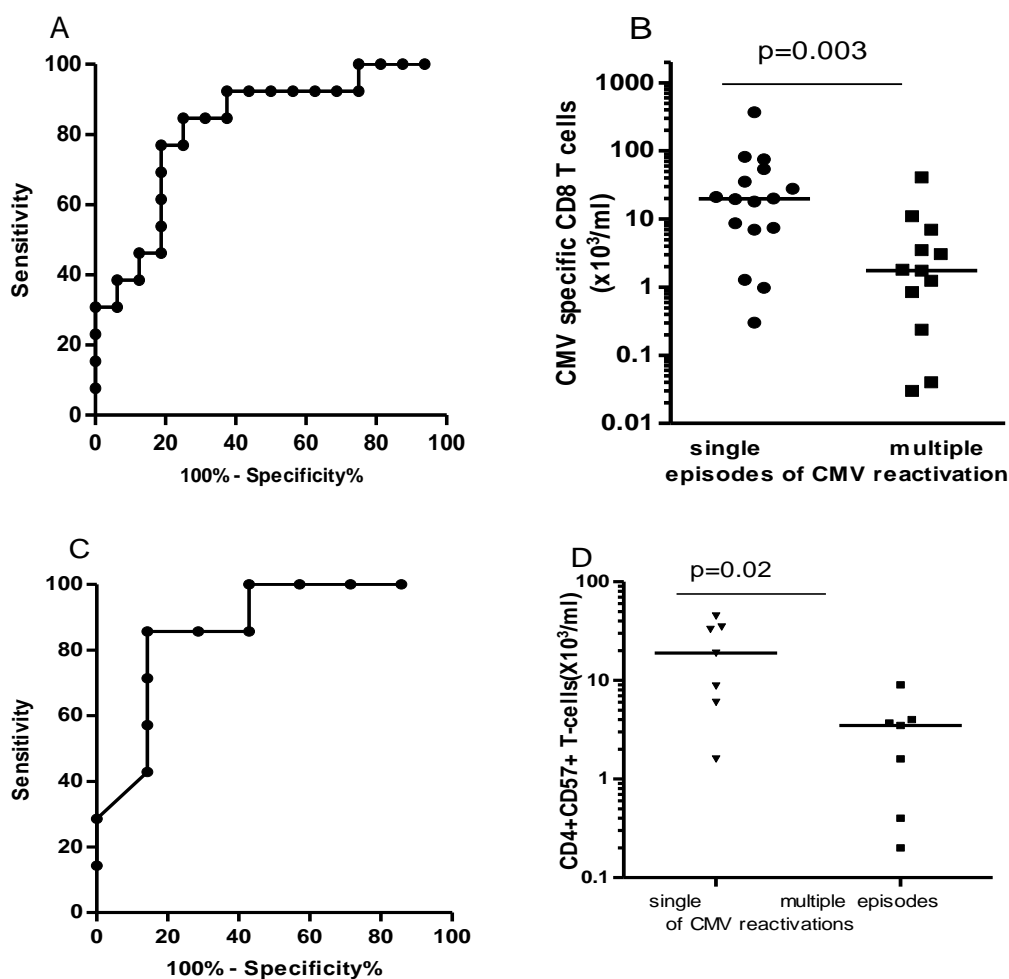 A
100
80
60
40
20
0
Sensitivity
0 20 40 60 80 100
100% - Specificity%
B
p=0.003
1000
100
10
1
0.1
0.01
CMV specific CD8 T cells
(x10³/ml)
single multiple
episodes of CMV reactivation
C
100
80
60
40
20
0
Sensitivity
0 20 40 60 80 100
100% - Specificity%
D
p=0.02
100
10
1
0.1
CD4+CD57+ T-cells(X10³/ml)
single multiple episodes
of CMV reactivations